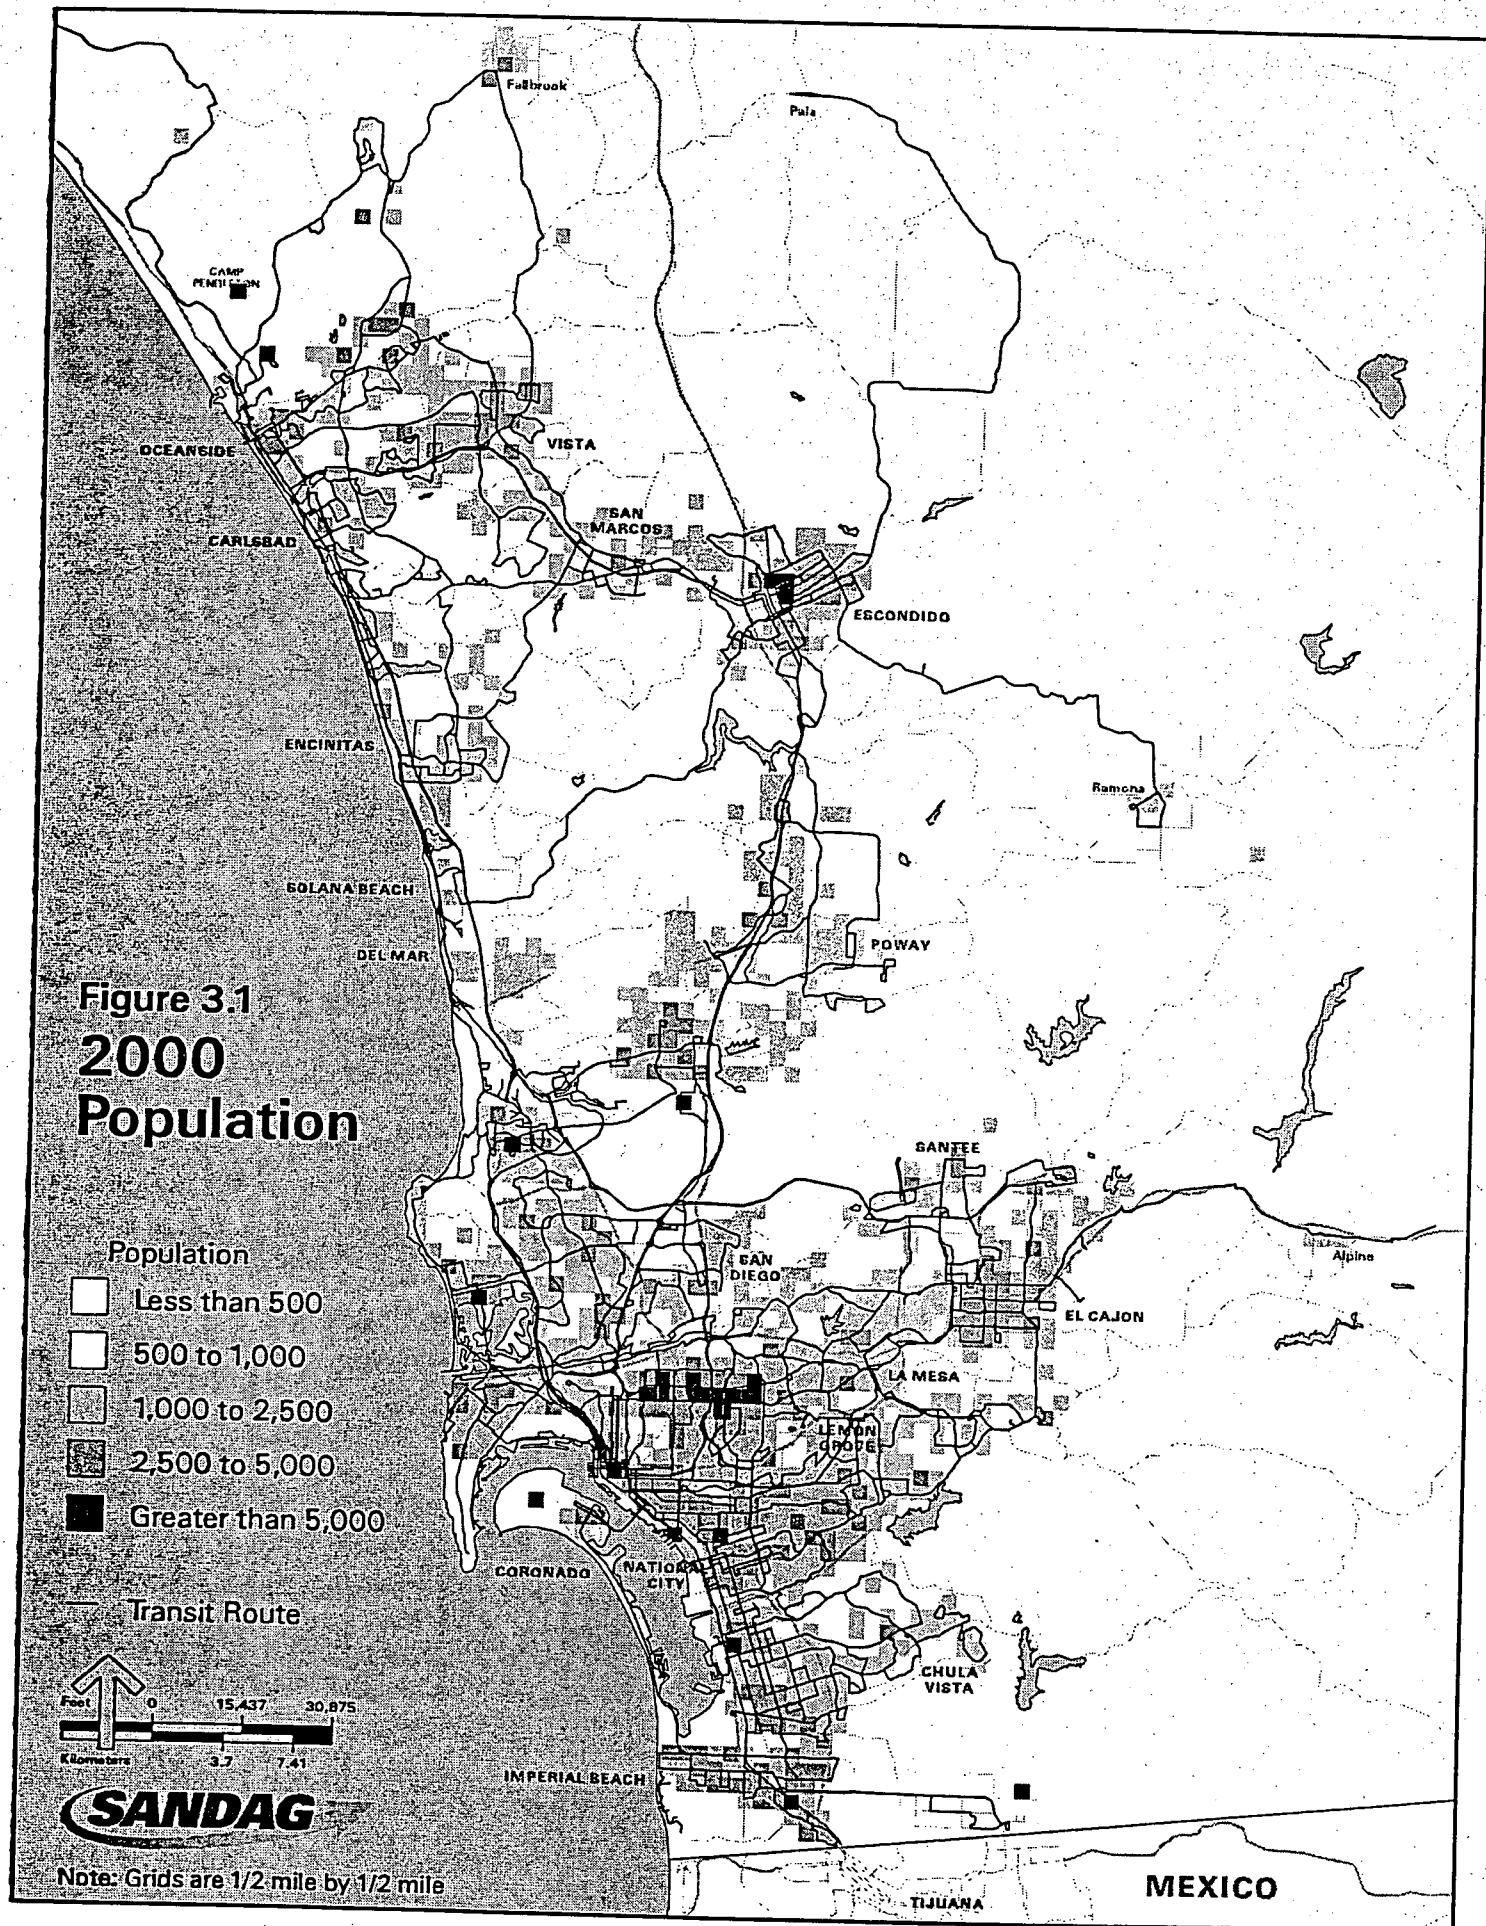 Fallbrook
Pala
CAMP
PENDLETON
OCEANSIDE
VISTA
SAN
MARCOS
CARLSBAD
ESCONDIDO
ENCINITAS
Ramona
SOLANA BEACH
DEL MAR
POWAY
Figure 3.1
2000
Population
SANTEE
SAN
DIEGO
Alpine
EL CAJON
LA MESA
LEMON
GROVE
Population
Less than 500
500 to 1,000
1,000 to 2,500
2,500 to 5,000
Greater than 5,000
Transit Route
CORONADO
NATIONAL
CITY
CHULA
VISTA
Feet 0 15,437 30,875
Kilometers 3.7 7.41
IMPERIAL BEACH
SANDAG
Note: Grids are 1/2 mile by 1/2 mile
MEXICO
TIJUANA